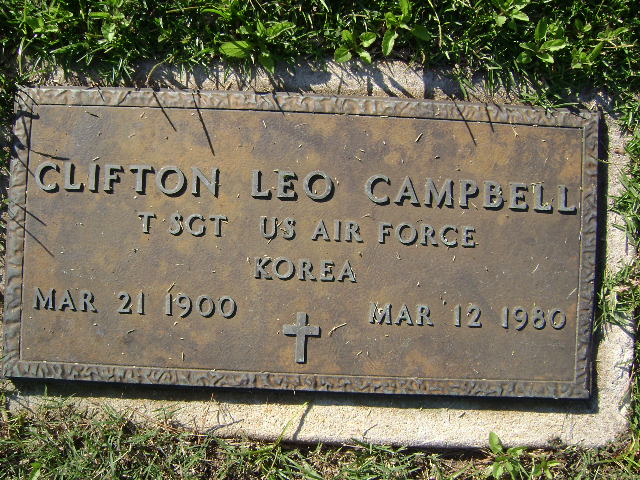 CLIFTON LEO CAMPBELL
T SGT US AIR FORCE
KOREA
MAR 21 1900 MAR 12 1980